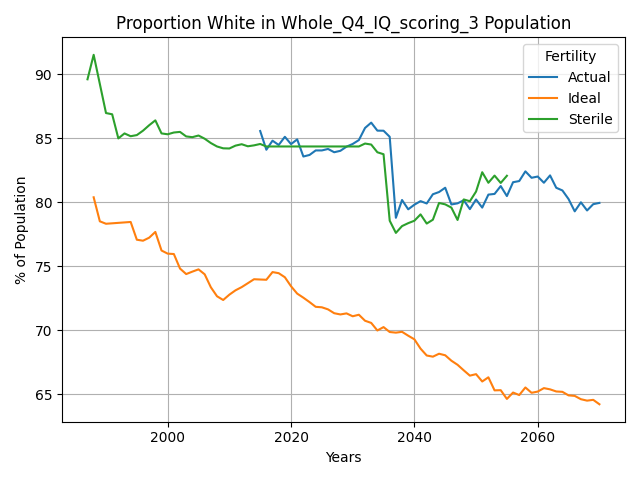 Proportion White in Whole_Q4_IQ_scoring_3 Population
Fertility
Actual
Ideal
Sterile
% of Population
90
85
80
75
70
65
2000
2020
2040
2060
Years